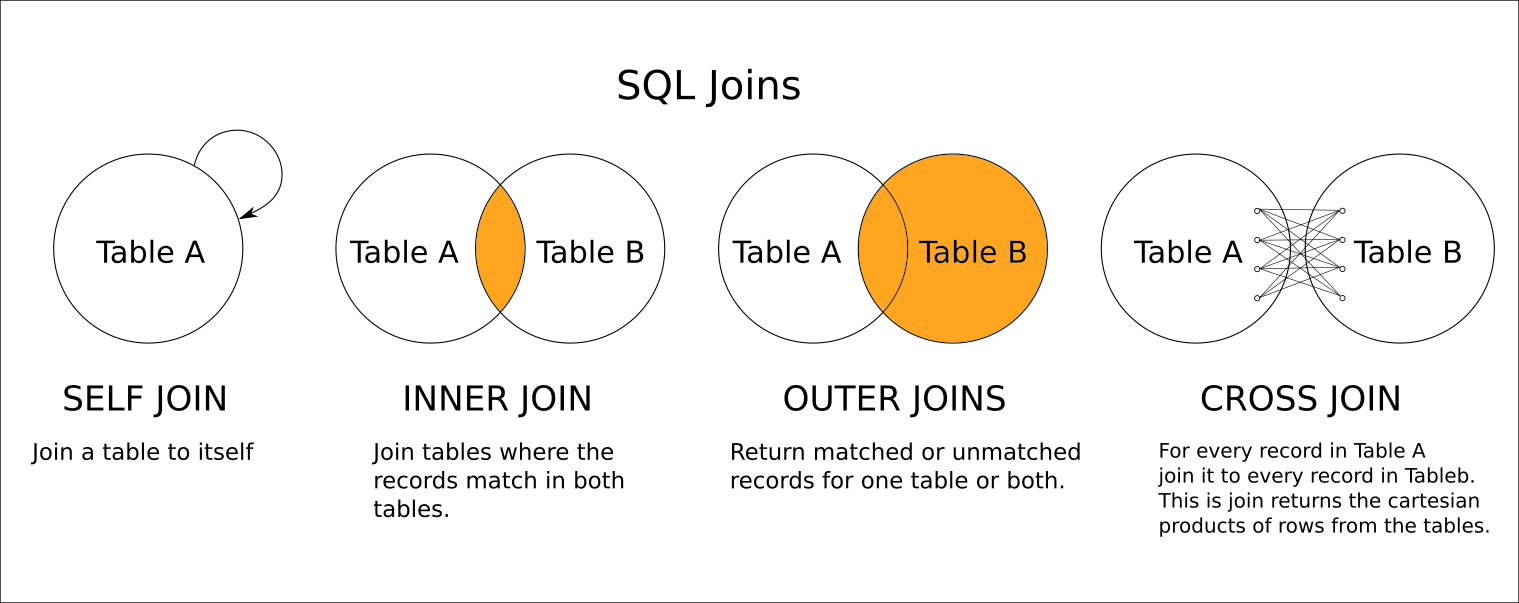 SQL Joins
Table A
Table A
Table B
Table A
Table B
Table A
Table B
SELF JOIN
Join a table to itself
INNER JOIN
Join tables where the
records match in both
tables.
OUTER JOINS
Return matched or unmatched
records for one table or both.
CROSS JOIN
For every record in Table A
join it to every record in Tableb.
This is join returns the cartesian
products of rows from the tables.